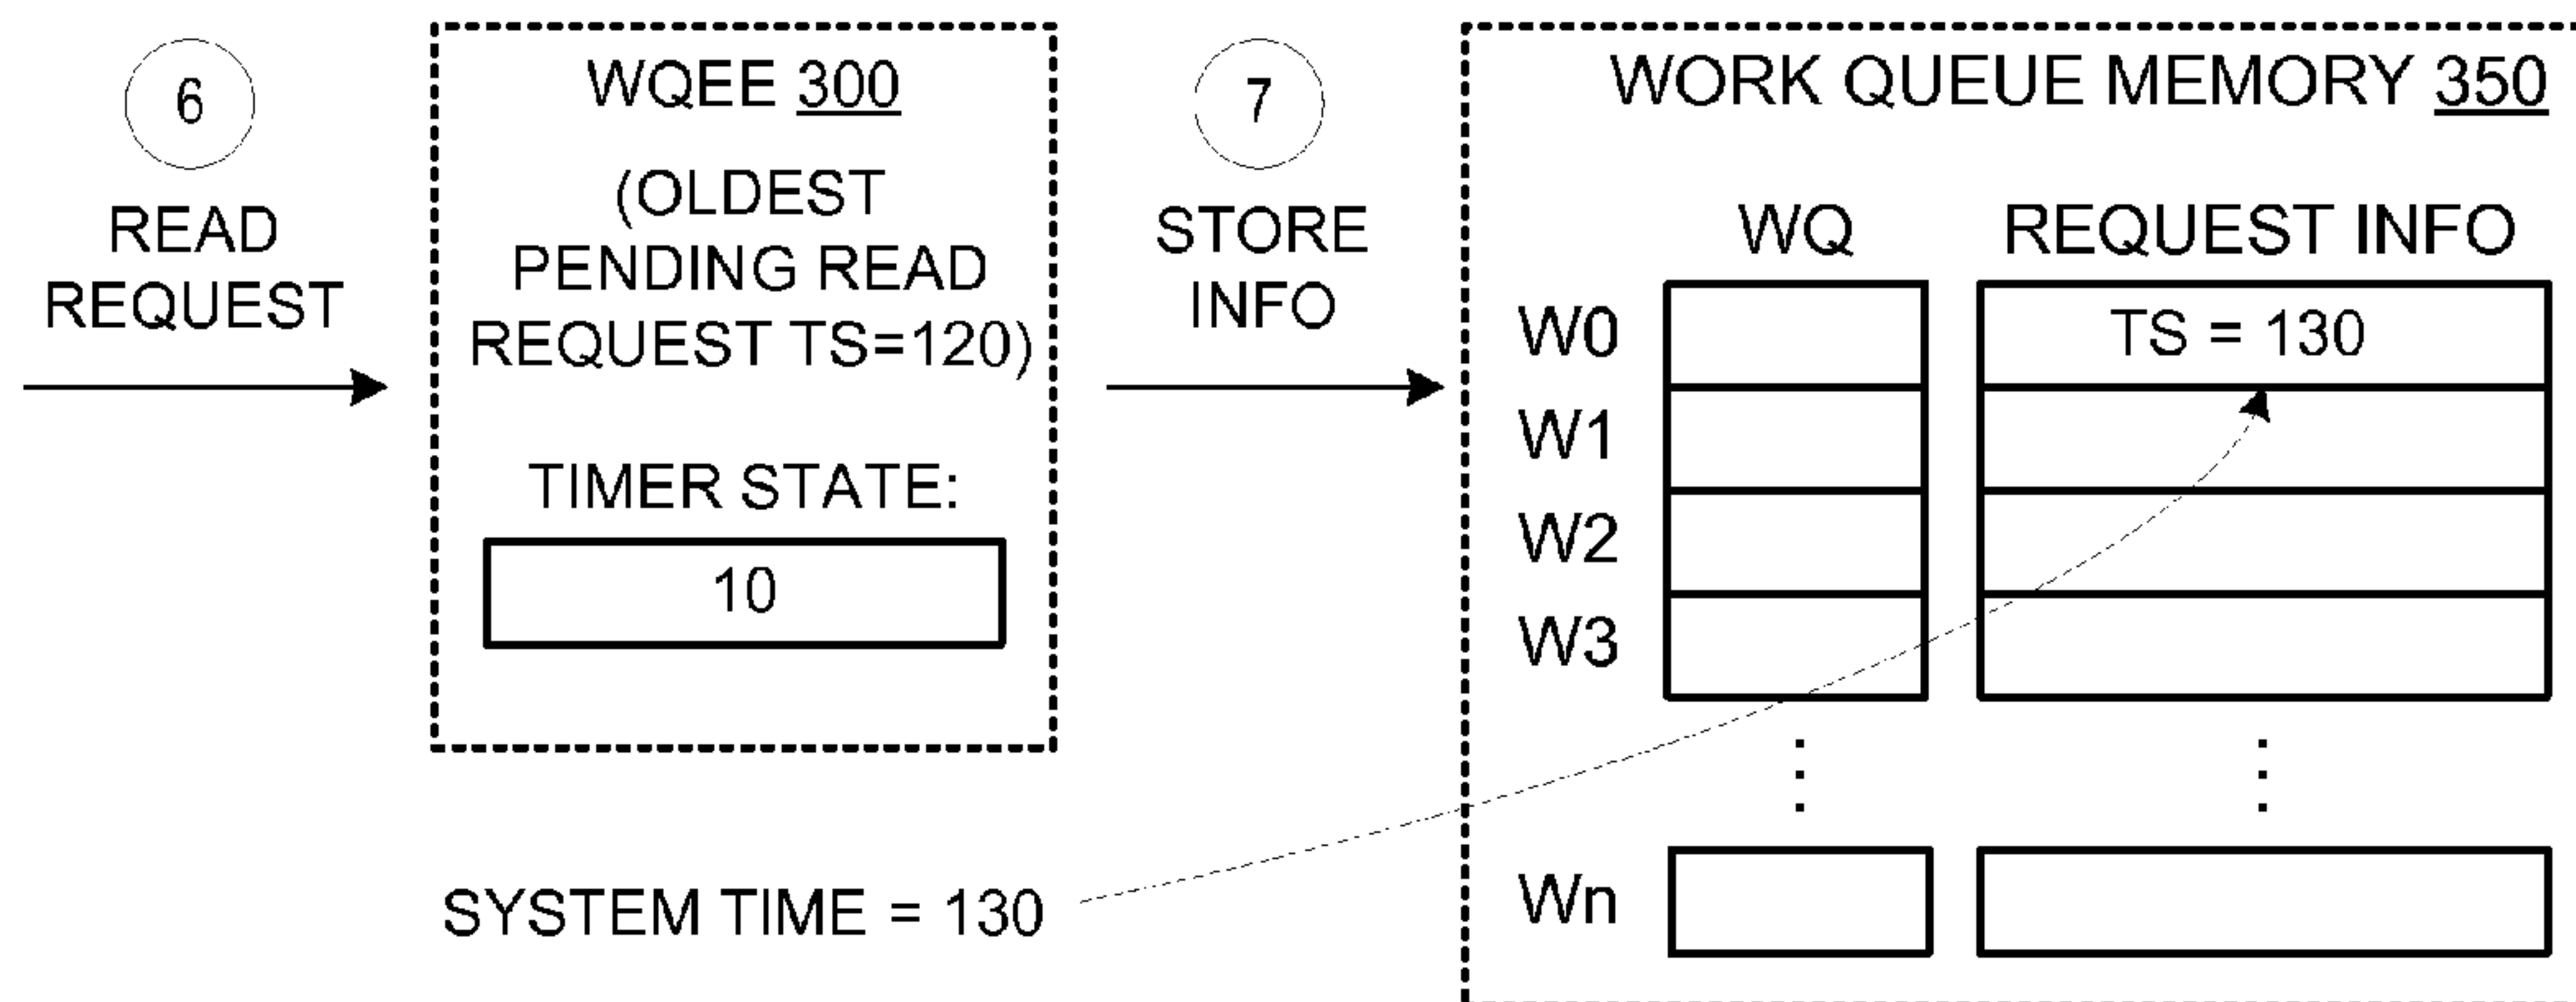 6
READ
REQUEST
WQEE 300
(OLDEST
PENDING READ
REQUEST TS=120)
TIMER STATE:
10
7
STORE
INFO
SYSTEM TIME = 130
WORK QUEUE MEMORY 350
WQ REQUEST INFO
W0 TS = 130
W1
W2
W3
Wn